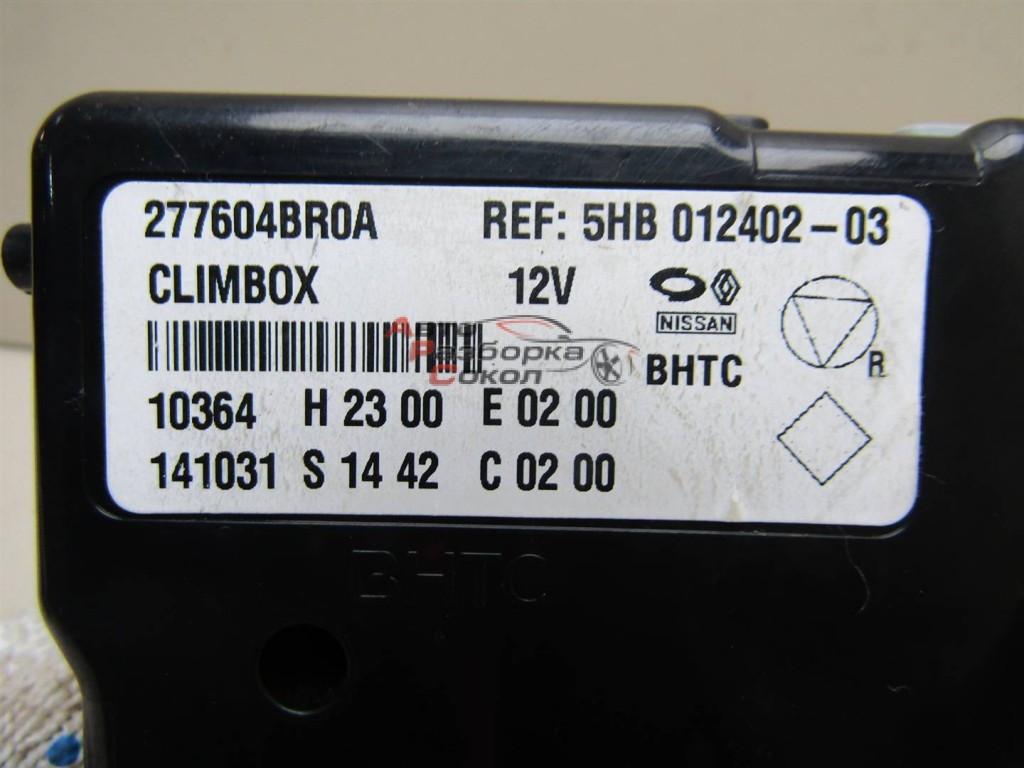 277604BR0A REF: 5HB 012402-03
CLIMBOX 12V
NISSAN
Авто
Разборка
Сокол
BHTC
R
10364 H 23 00 E 02 00
141031 S 14 42 C 02 00
BHTC